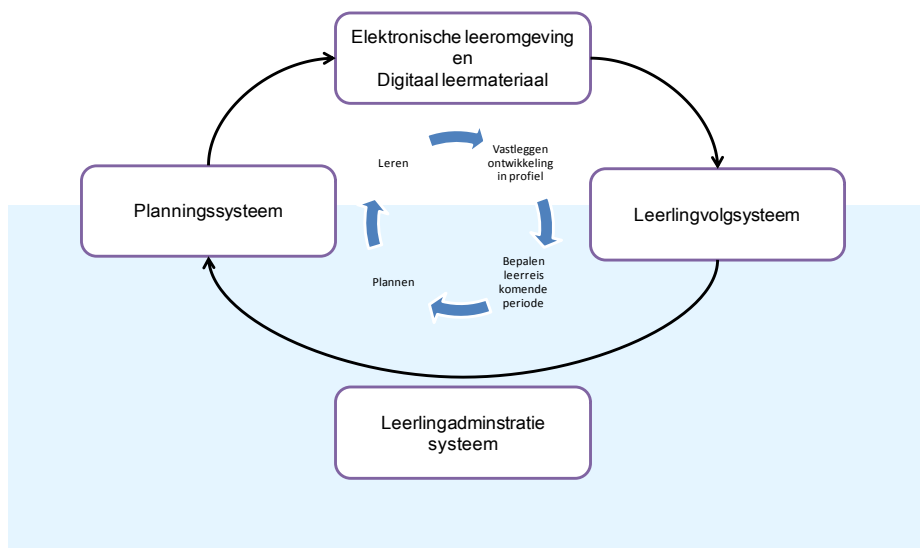 Elektronische leeromgeving
en
Digitaal leermateriaal
Leren
Vastleggen
ontwikkeling
in profiel
Planningssysteem
Leerlingvolgsysteem
Plannen
Bepalen
leerreis
komende
periode
Leerlingadminstratie
systeem